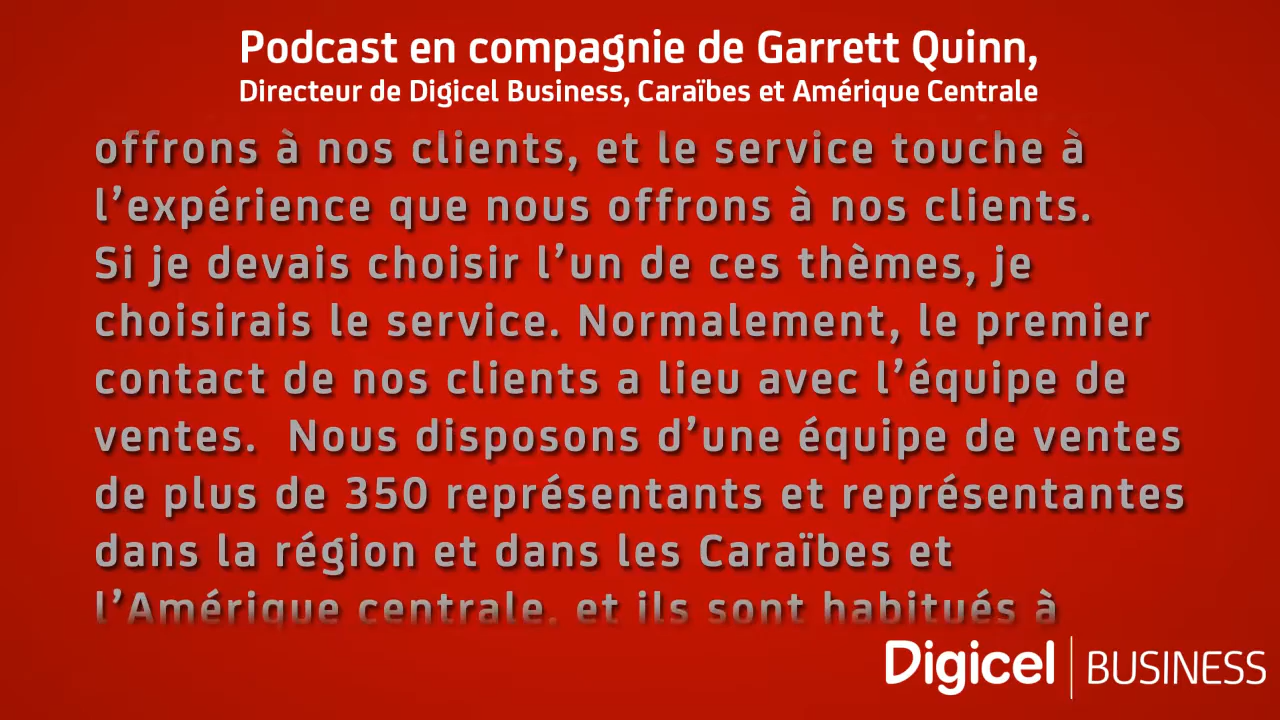 Podcast en compagnie de Garrett Quinn,
Directeur de Digicel Business, Caraïbes et Amérique Centrale
offrons à nos clients, et le service touche à
l’expérience que nous offrons à nos clients.
Si je devais choisir l’un de ces thèmes, je
choisirais le service. Normalement, le premier
contact de nos clients a lieu avec l’équipe de
ventes.  Nous disposons d’une équipe de ventes
de plus de 350 représentants et représentantes
dans la région et dans les Caraïbes et
l’Amérique centrale, et ils sont habitués à
Digicel | BUSINESS